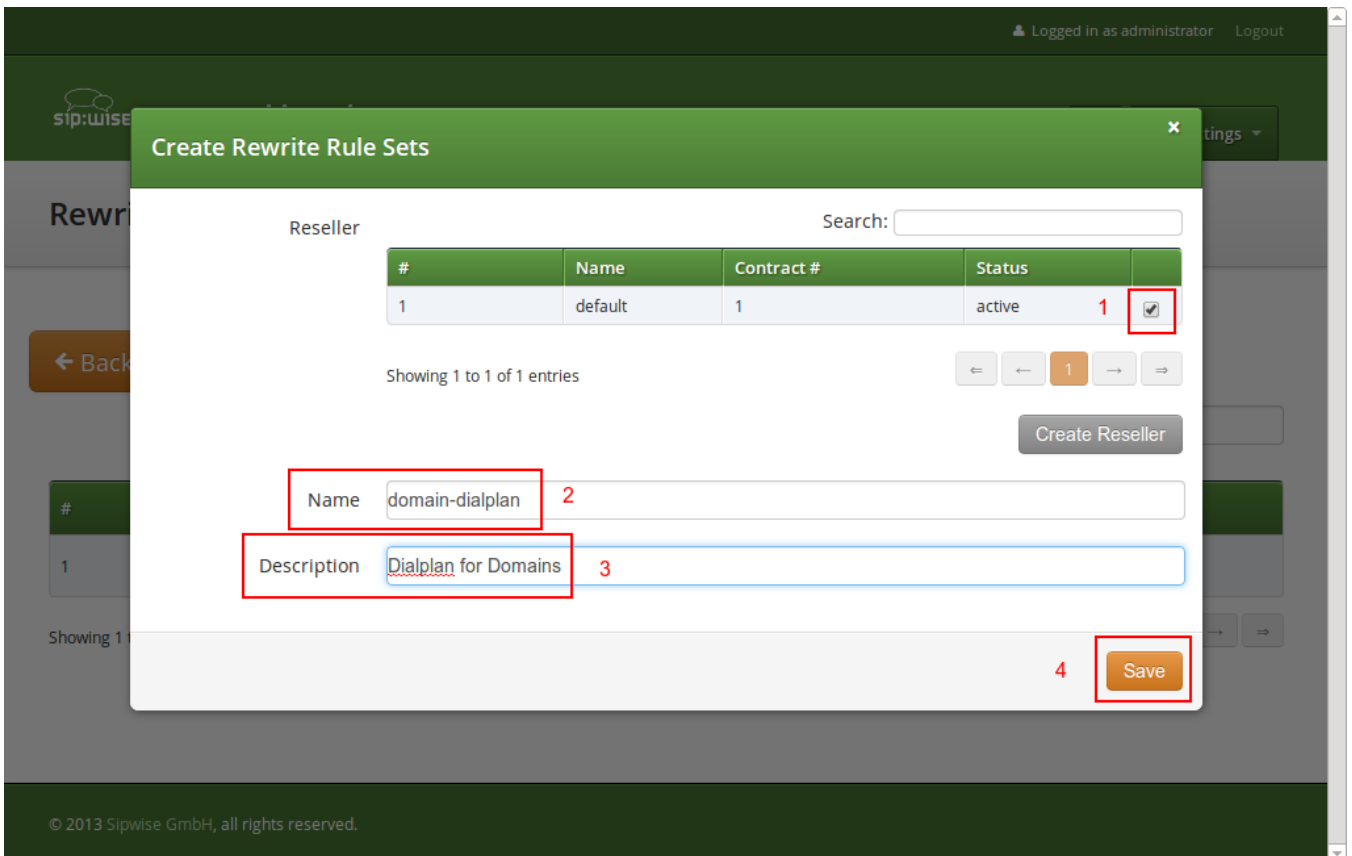 Logged in as administrator Logout
sip:wise
tings
Create Rewrite Rule Sets ×
Rewri
Reseller
Search:
# Name Contract # Status
1 default 1 active 1
← Back
Showing 1 to 1 of 1 entries
⇐ ← 1 → ⇒
Create Reseller
Name domain-dialplan 2
#
Description Dialplan for Domains 3
1
Showing 1 t
→ ⇒
4 Save
© 2013 Sipwise GmbH, all rights reserved.